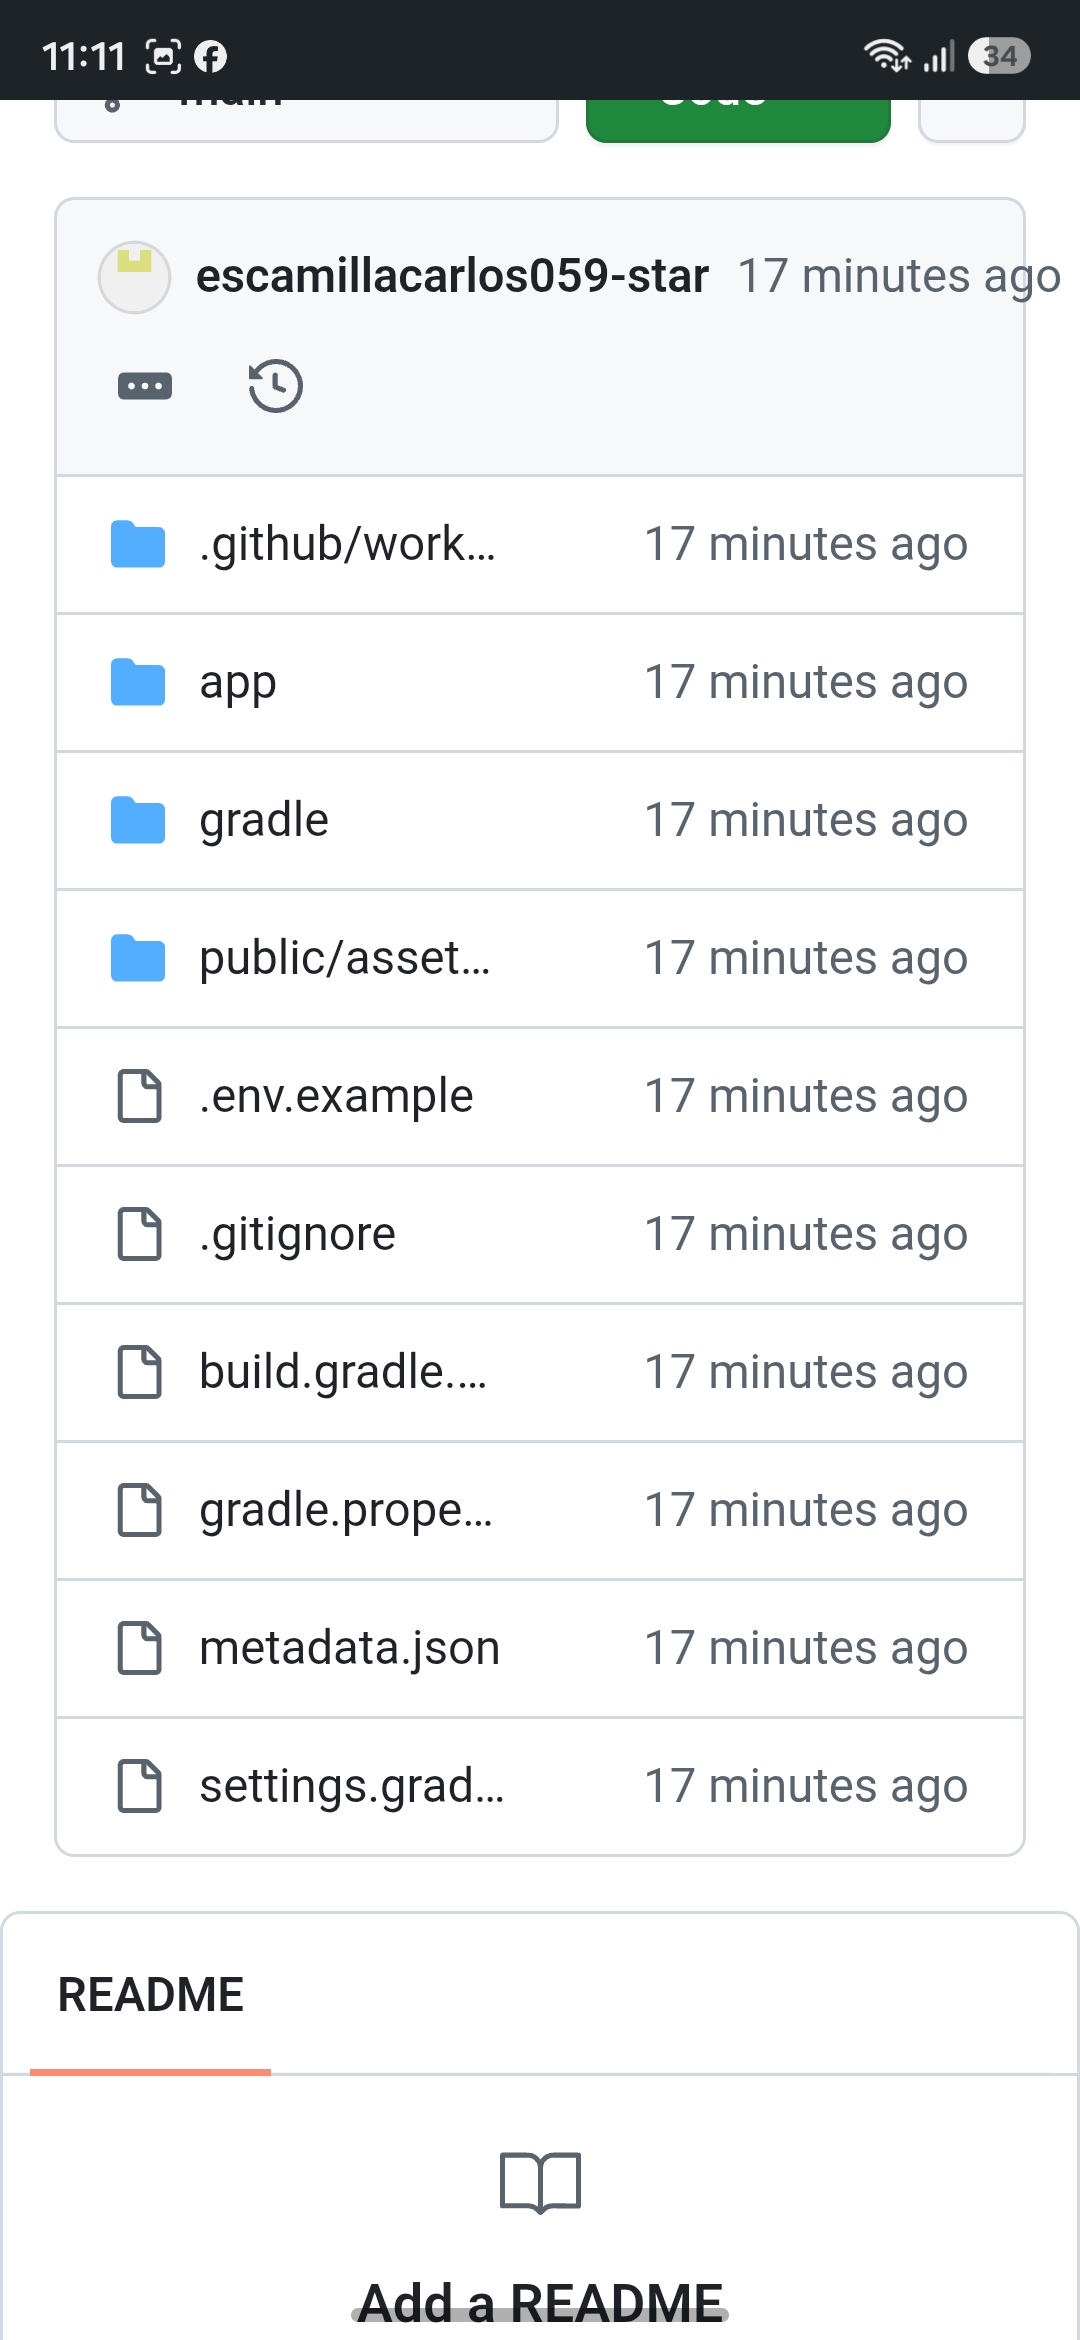 11:11 34
main Code
escamillacarlos059-star 17 minutes ago
.github/work... 17 minutes ago
app 17 minutes ago
gradle 17 minutes ago
public/asset... 17 minutes ago
.env.example 17 minutes ago
.gitignore 17 minutes ago
build.gradle.... 17 minutes ago
gradle.prope... 17 minutes ago
metadata.json 17 minutes ago
settings.grad... 17 minutes ago
README
Add a README